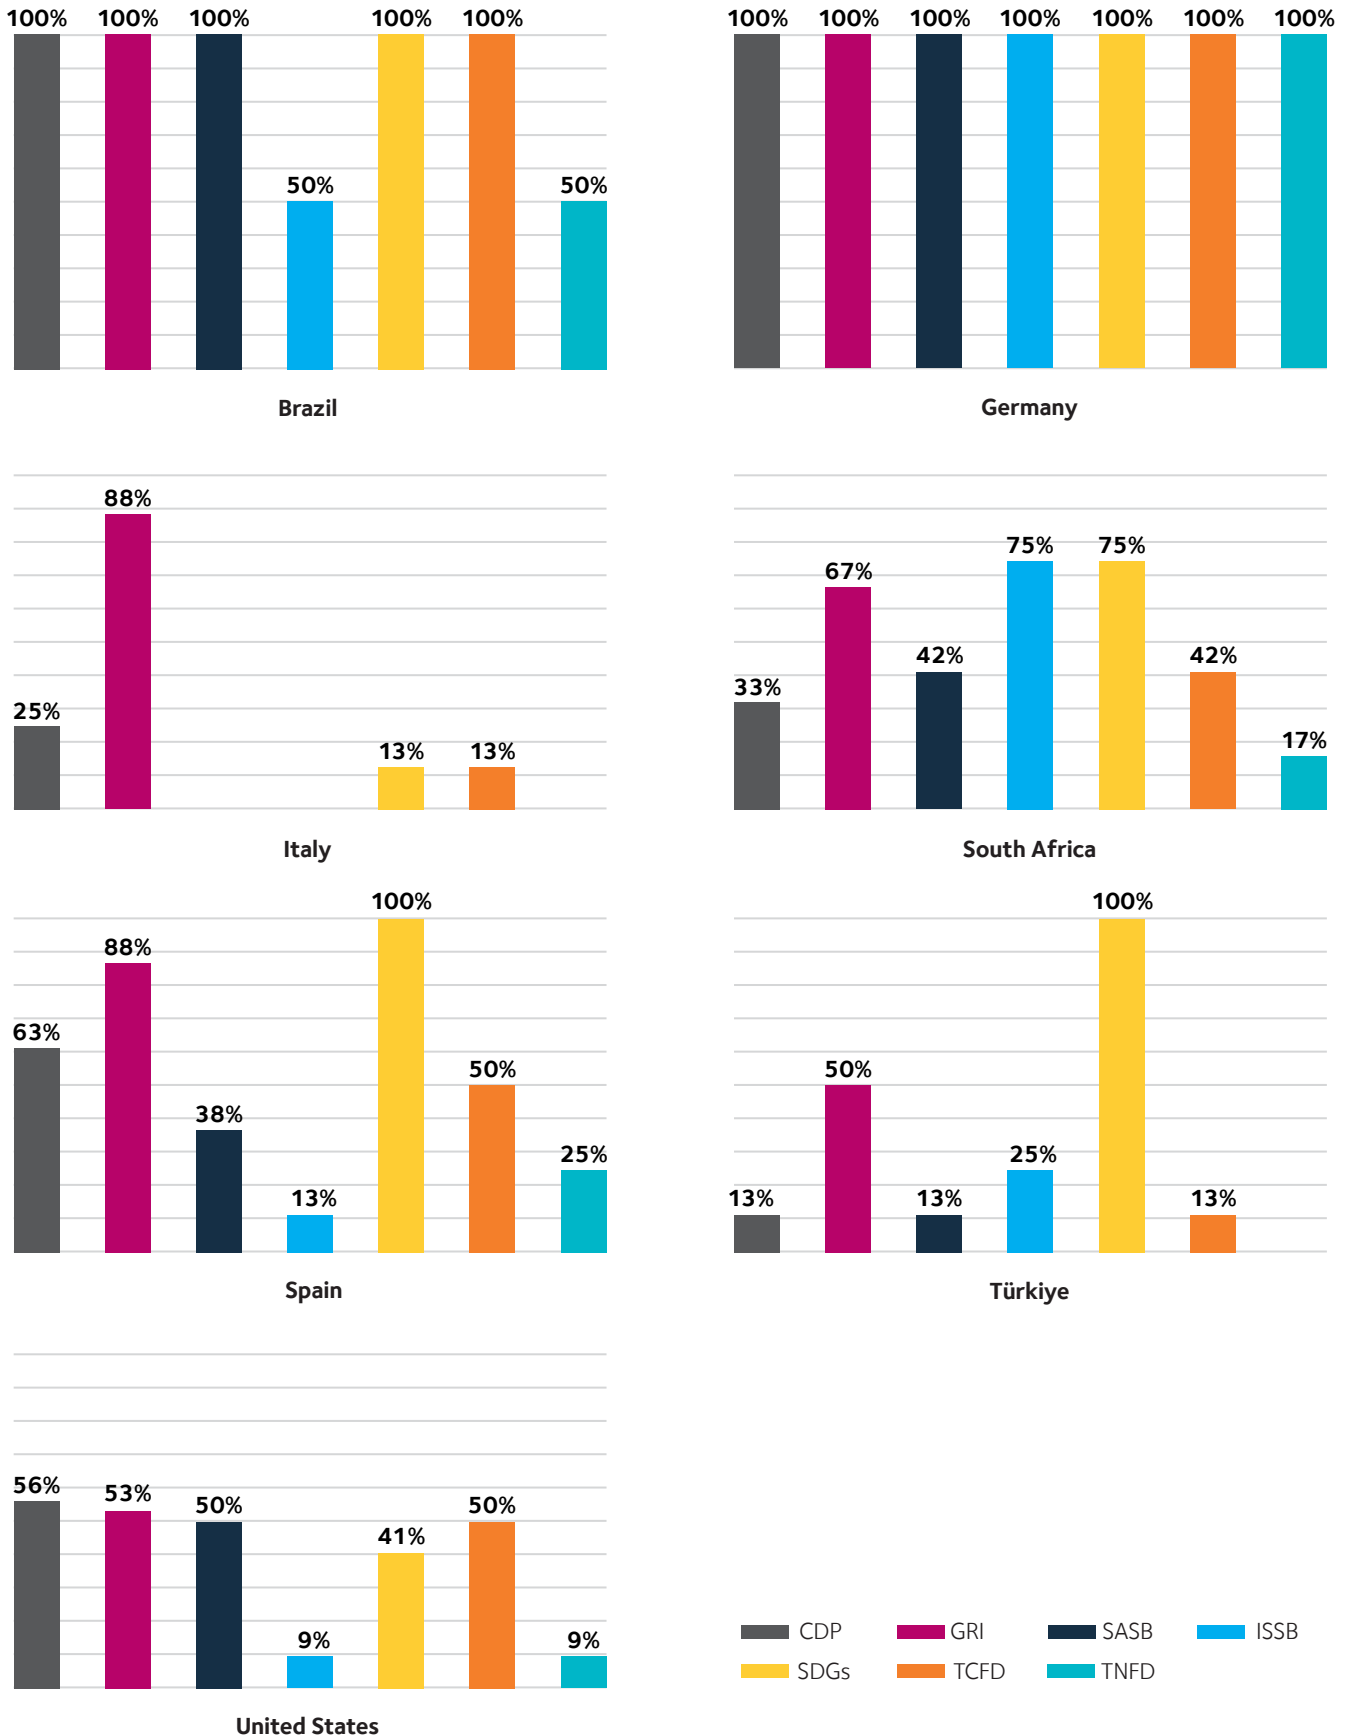 100% 100% 100% 100% 100%
50% 50%
Brazil
100% 100% 100% 100% 100% 100% 100%
Germany
88%
25%
13% 13%
Italy
75% 75%
67%
42% 42%
33%
17%
South Africa
100%
88%
63%
50%
38%
25%
13%
Spain
100%
50%
25%
13% 13% 13%
Türkiye
56% 53% 50% 50%
41%
9% 9%
United States
CDP GRI SASB ISSB
SDGs TCFD TNFD